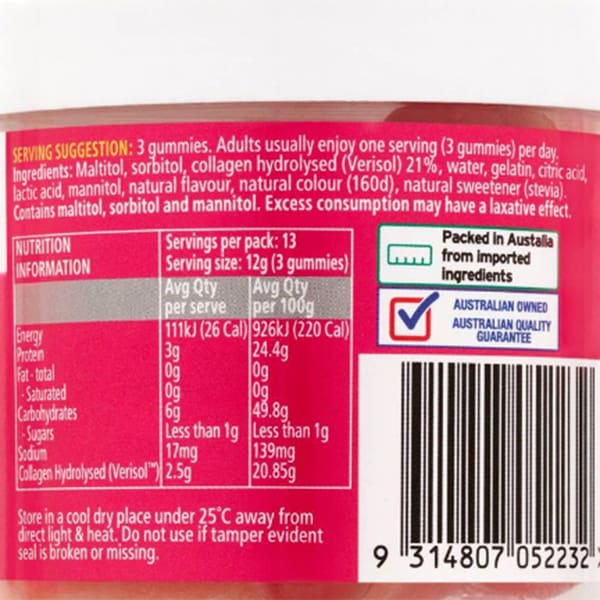 SERVING SUGGESTION: 3 gummies. Adults usually enjoy one serving (3 gummies) per day.
Ingredients: Maltitol, sorbitol, collagen hydrolysed (Verisol) 21%, water, gelatin, citric acid,
lactic acid, mannitol, natural flavour, natural colour (160d), natural sweetener (stevia).
Contains maltitol, sorbitol and mannitol. Excess consumption may have a laxative effect.
NUTRITION INFORMATION
Servings per pack: 13
Serving size: 12g (3 gummies)
Avg Qty per serve Avg Qty per 100g
Energy 111kJ (26 Cal) 926kJ (220 Cal)
Protein 3g 24.4g
Fat - total 0g 0g
- Saturated 0g 0g
Carbohydrates 6g 49.8g
- Sugars Less than 1g Less than 1g
Sodium 17mg 139mg
Collagen Hydrolysed (Verisol™) 2.5g 20.85g
Packed in Austalia
from imported
ingredients
AUSTRALIAN OWNED
AUSTRALIAN QUALITY
GUARANTEE
Store in a cool dry place under 25°C away from
direct light & heat. Do not use if tamper evident
seal is broken or missing.
9 314807 052232